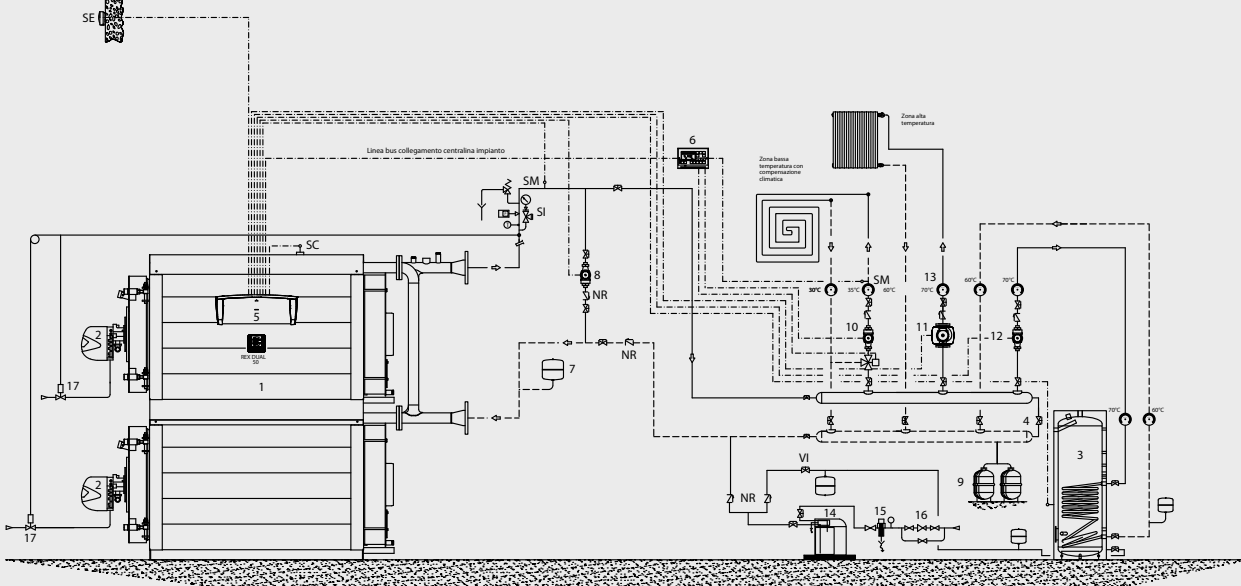 SE
Linea bus collegamento centralina impianto
6
Zona alta
temperatura
Zona bassa
temperatura con
compensazione
climatica
SM
SI
SC
8
NR
NR
7
SM
13
30°C
35°C
60°C
70°C
60°C
70°C
10
11
12
5
REX DUAL
50
1
2
17
2
17
4
70°C
60°C
3
9
VI
NR
14
15
16